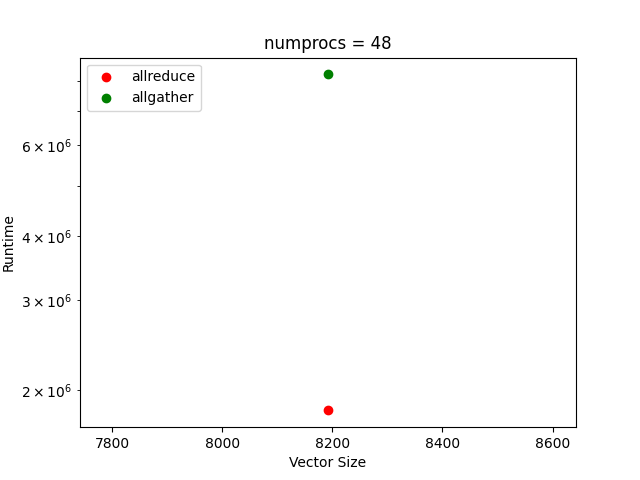 numprocs = 48
allreduce
allgather
6 × 10⁶
4 × 10⁶
3 × 10⁶
2 × 10⁶
Runtime
7800 8000 8200 8400 8600
Vector Size